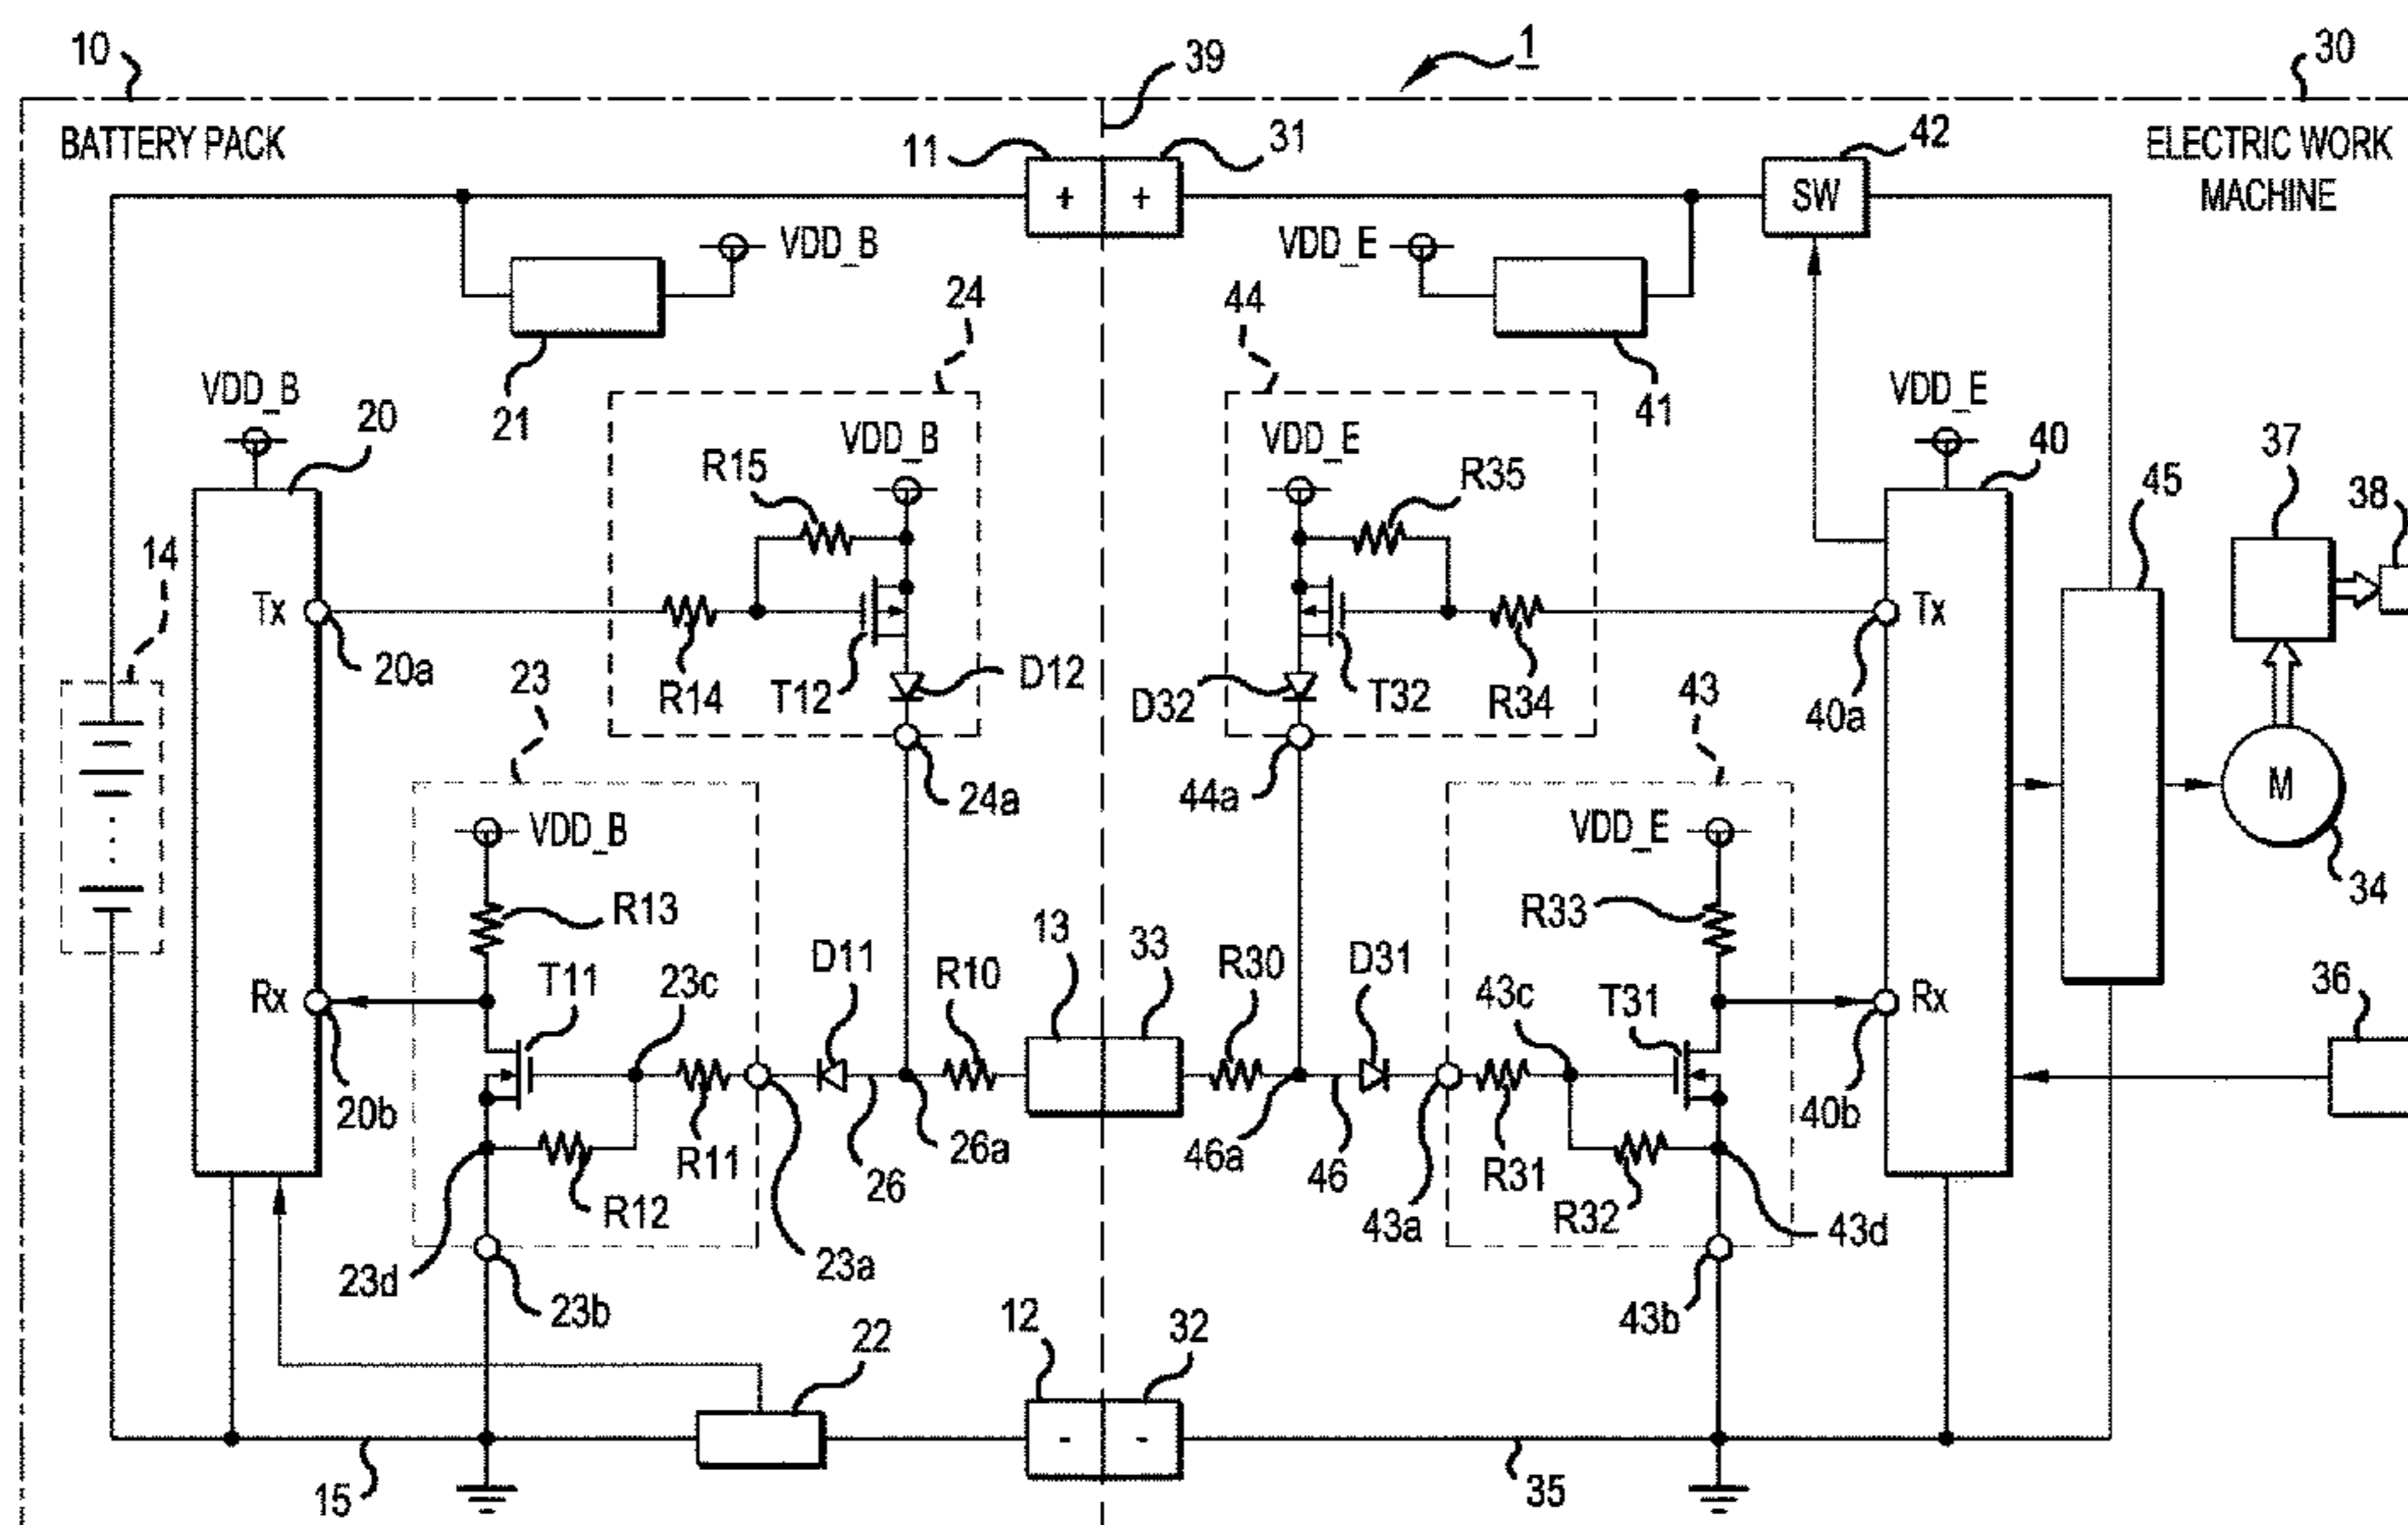 10
39
1
30
BATTERY PACK
11
31
42
ELECTRIC WORK
MACHINE
+
+
SW
VDD_B
VDD_E
24
44
VDD_B
20
21
41
VDD_E
40
37
VDD_B
VDD_E
R15
R35
45
38
14
Tx
Tx
20a
23
R14
T12
D12
D32
T32
R34
40a
43
24a
44a
M
VDD_B
VDD_E
34
R13
13
33
R33
T11
23c
D11
R10
R30
D31
43c
T31
36
Rx
Rx
20b
R11
26
26a
46a
46
R31
40b
R12
R32
43a
43d
23d
23a
23b
43b
22
12
32
-
-
15
35